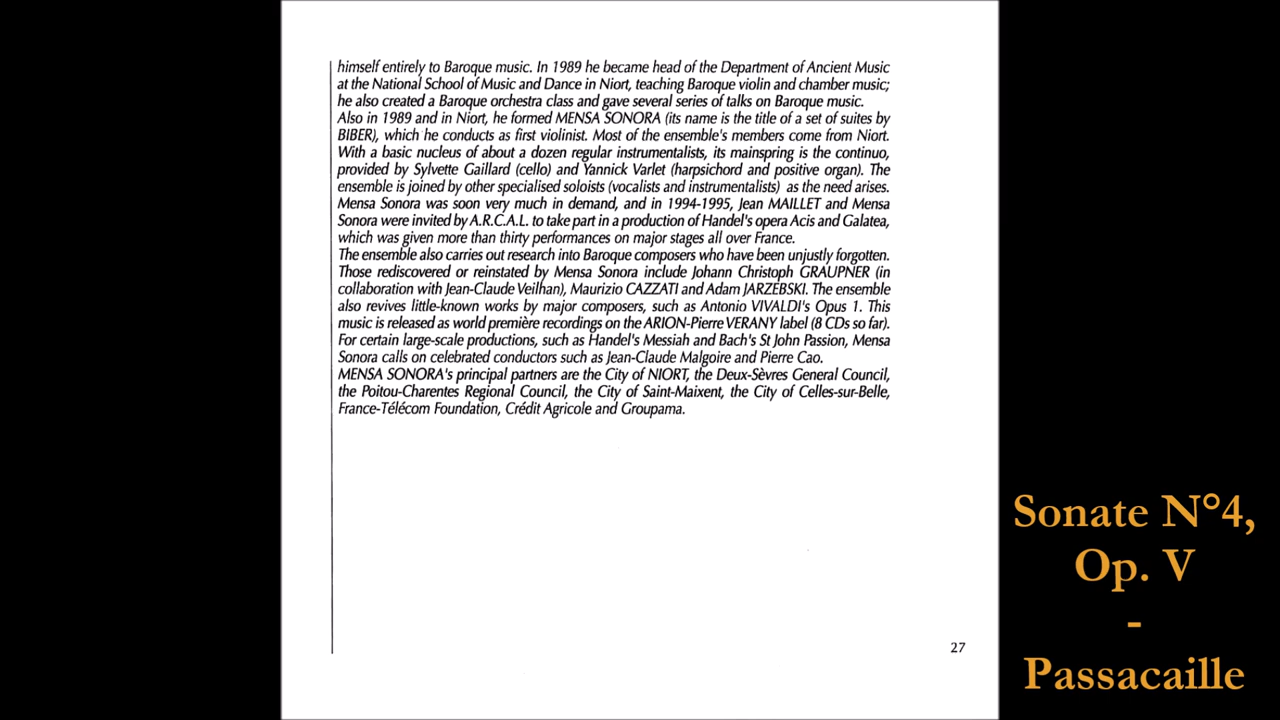 himself entirely to Baroque music. In 1989 he became head of the Department of Ancient Music
at the National School of Music and Dance in Niort, teaching Baroque violin and chamber music;
he also created a Baroque orchestra class and gave several series of talks on Baroque music.
Also in 1989 and in Niort, he formed MENSA SONORA (its name is the title of a set of suites by
BIBER), which he conducts as first violinist. Most of the ensemble's members come from Niort.
With a basic nucleus of about a dozen regular instrumentalists, its mainspring is the continuo,
provided by Sylvette Gaillard (cello) and Yannick Varlet (harpsichord and positive organ). The
ensemble is joined by other specialised soloists (vocalists and instrumentalists) as the need arises.
Mensa Sonora was soon very much in demand, and in 1994-1995, Jean MAILLET and Mensa
Sonora were invited by A.R.C.A.L. to take part in a production of Handel's opera Acis and Galatea,
which was given more than thirty performances on major stages all over France.
The ensemble also carries out research into Baroque composers who have been unjustly forgotten.
Those rediscovered or reinstated by Mensa Sonora include Johann Christoph GRAUPNER (in
collaboration with Jean-Claude Veilhan), Maurizio CAZZATI and Adam JARZEBSKI. The ensemble
also revives little-known works by major composers, such as Antonio VIVALDI's Opus 1. This
music is released as world première recordings on the ARION-Pierre VERANY label (8 CDs so far).
For certain large-scale productions, such as Handel's Messiah and Bach's St John Passion, Mensa
Sonora calls on celebrated conductors such as Jean-Claude Malgoire and Pierre Cao.
MENSA SONORA's principal partners are the City of NIORT, the Deux-Sèvres General Council,
the Poitou-Charentes Regional Council, the City of Saint-Maixent, the City of Celles-sur-Belle,
France-Télécom Foundation, Crédit Agricole and Groupama.
27
Sonate N°4,
Op. V
-
Passacaille